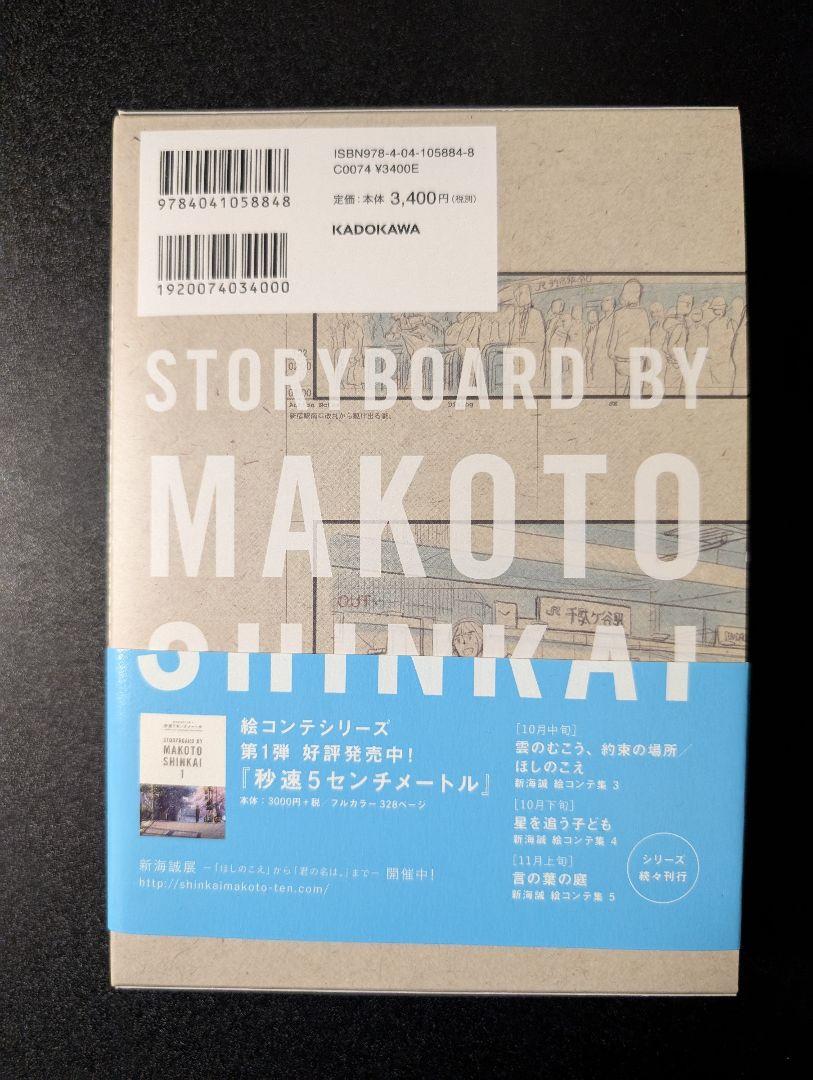 ISBN978-4-04-105884-8
C0074 ¥3400E
定価:本体 3,400円(税別)
KADOKAWA
9784041058848
1920074034000
JR 千駄ヶ谷駅
OUT
STORYBOARD BY
MAKOTO
SHINKAI
絵コンテシリーズ
第1弾 好評発売中!
『秒速5センチメートル』
本体:3000円+税/フルカラー 328ページ
STORYBOARD BY
MAKOTO
SHINKAI
1
新海誠展 −「ほしのこえ」から「君の名は。」まで− 開催中!
http://shinkaimakoto-ten.com/
[10月中旬]
雲のむこう、約束の場所/
ほしのこえ
新海誠 絵コンテ集 3
[10月下旬]
星を追う子ども
新海誠 絵コンテ集 4
[11月上旬]
言の葉の庭
新海誠 絵コンテ集 5
シリーズ
続々刊行